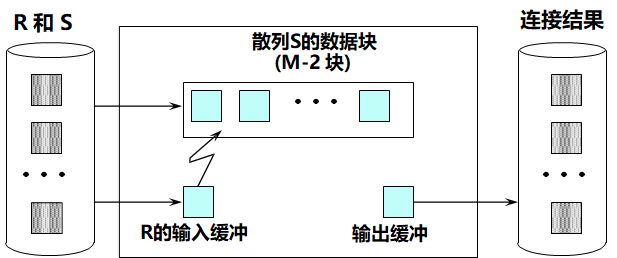 R 和 S
连接结果
散列S的数据块
(M-2 块)
R的输入缓冲
输出缓冲